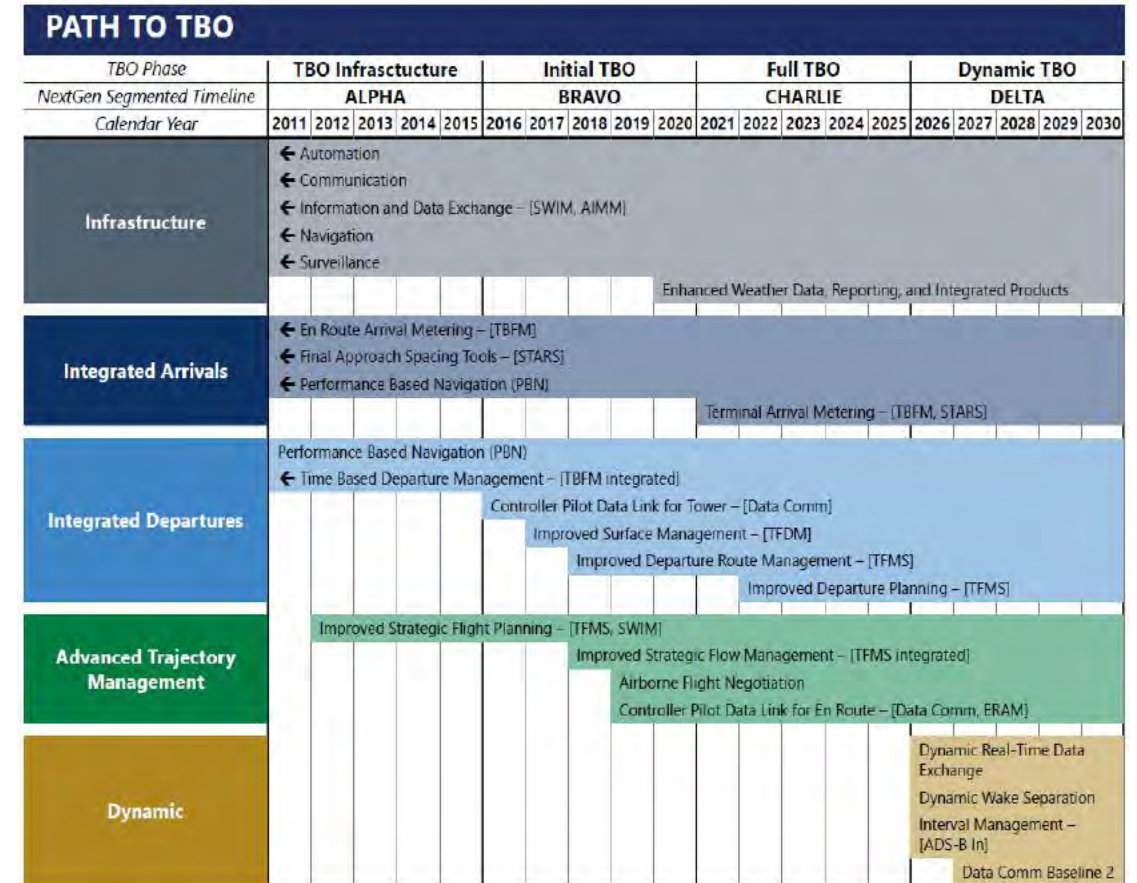 PATH TO TBO
TBO Phase TBO Infrasctucture Initial TBO Full TBO Dynamic TBO
NextGen Segmented Timeline ALPHA BRAVO CHARLIE DELTA
Calendar Year 2011 2012 2013 2014 2015 2016 2017 2018 2019 2020 2021 2022 2023 2024 2025 2026 2027 2028 2029 2030
Infrastructure
← Automation
← Communication
← Information and Data Exchange – [SWIM, AIMM]
← Navigation
← Surveillance
Enhanced Weather Data, Reporting, and Integrated Products
Integrated Arrivals
← En Route Arrival Metering – [TBFM]
← Final Approach Spacing Tools – [STARS]
← Performance Based Navigation (PBN)
Terminal Arrival Metering – [TBFM, STARS]
Integrated Departures
Performance Based Navigation (PBN)
← Time Based Departure Management – [TBFM integrated]
Controller Pilot Data Link for Tower – [Data Comm]
Improved Surface Management – [TFDM]
Improved Departure Route Management – [TFMS]
Improved Departure Planning – [TFMS]
Advanced Trajectory
Management
Improved Strategic Flight Planning – [TFMS, SWIM]
Improved Strategic Flow Management – [TFMS integrated]
Airborne Flight Negotiation
Controller Pilot Data Link for En Route – [Data Comm, ERAM]
Dynamic
Dynamic Real-Time Data
Exchange
Dynamic Wake Separation
Interval Management –
[ADS-B In]
Data Comm Baseline 2